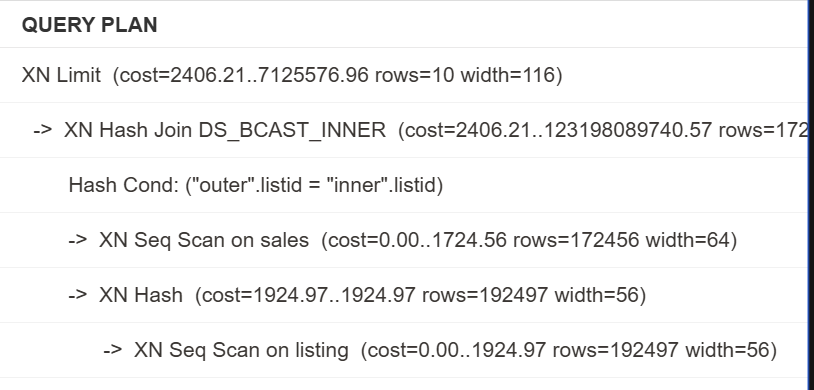 QUERY PLAN
XN Limit (cost=2406.21..7125576.96 rows=10 width=116)
-> XN Hash Join DS_BCAST_INNER (cost=2406.21..123198089740.57 rows=172
Hash Cond: ("outer".listid = "inner".listid)
-> XN Seq Scan on sales (cost=0.00..1724.56 rows=172456 width=64)
-> XN Hash (cost=1924.97..1924.97 rows=192497 width=56)
-> XN Seq Scan on listing (cost=0.00..1924.97 rows=192497 width=56)